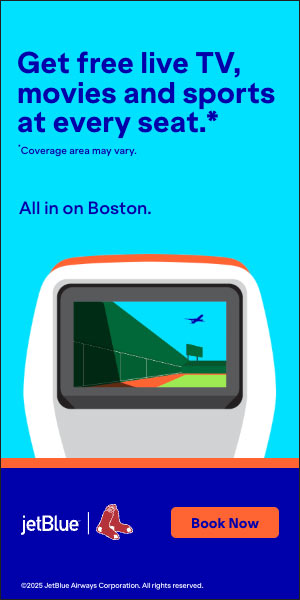 Get free live TV,
movies and sports
at every seat.*
*Coverage area may vary.
All in on Boston.
jetBlue
Book Now
©2025 JetBlue Airways Corporation. All rights reserved.